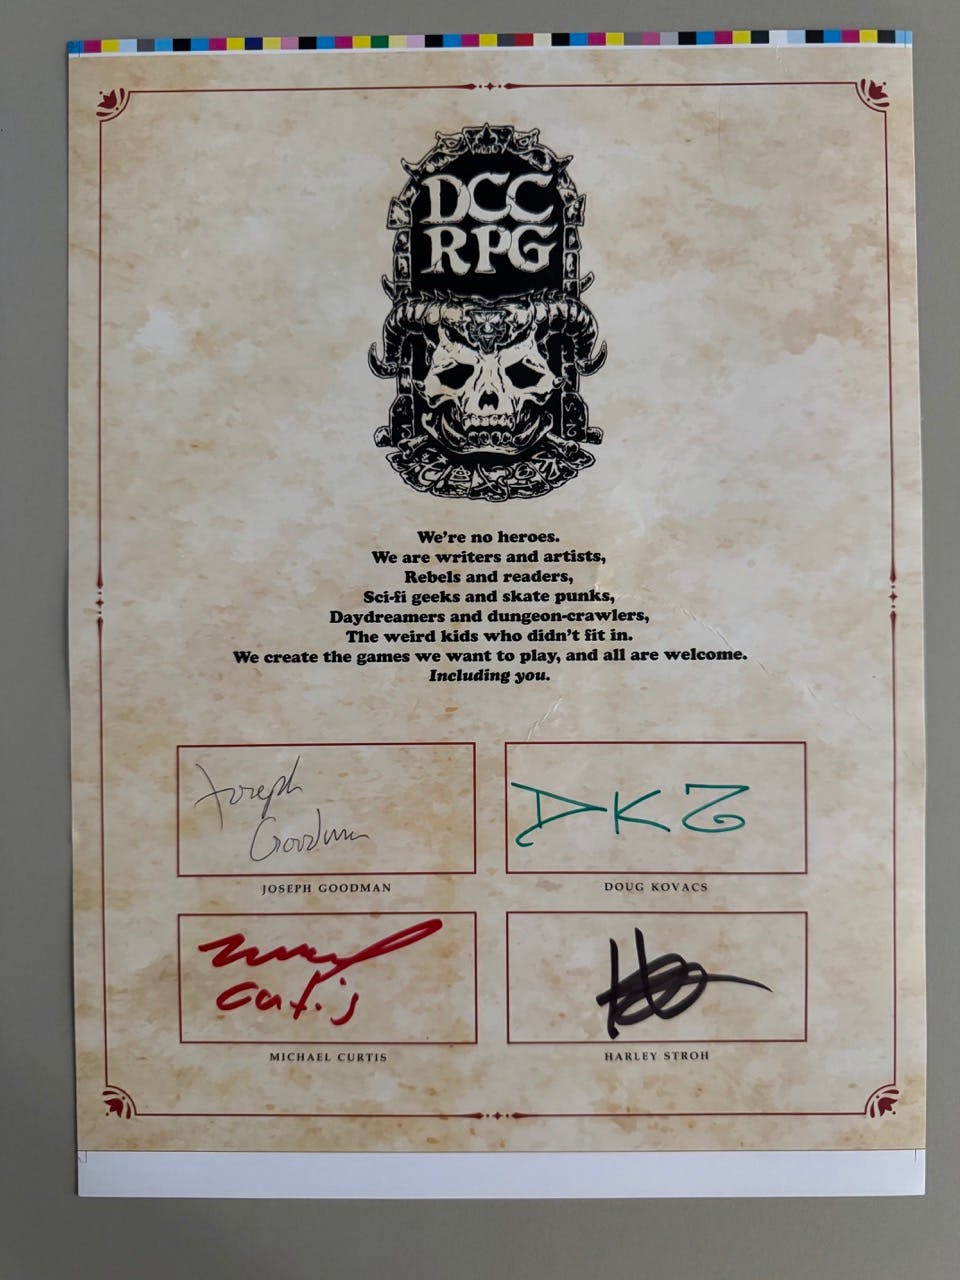 DCC
RPG
We're no heroes.
We are writers and artists,
Rebels and readers,
Sci-fi geeks and skate punks,
Daydreamers and dungeon-crawlers,
The weird kids who didn't fit in.
We create the games we want to play, and all are welcome.
Including you.
Joseph
Goodman
DKZ
JOSEPH GOODMAN
DOUG KOVACS
Curtis
MICHAEL CURTIS
HARLEY STROH